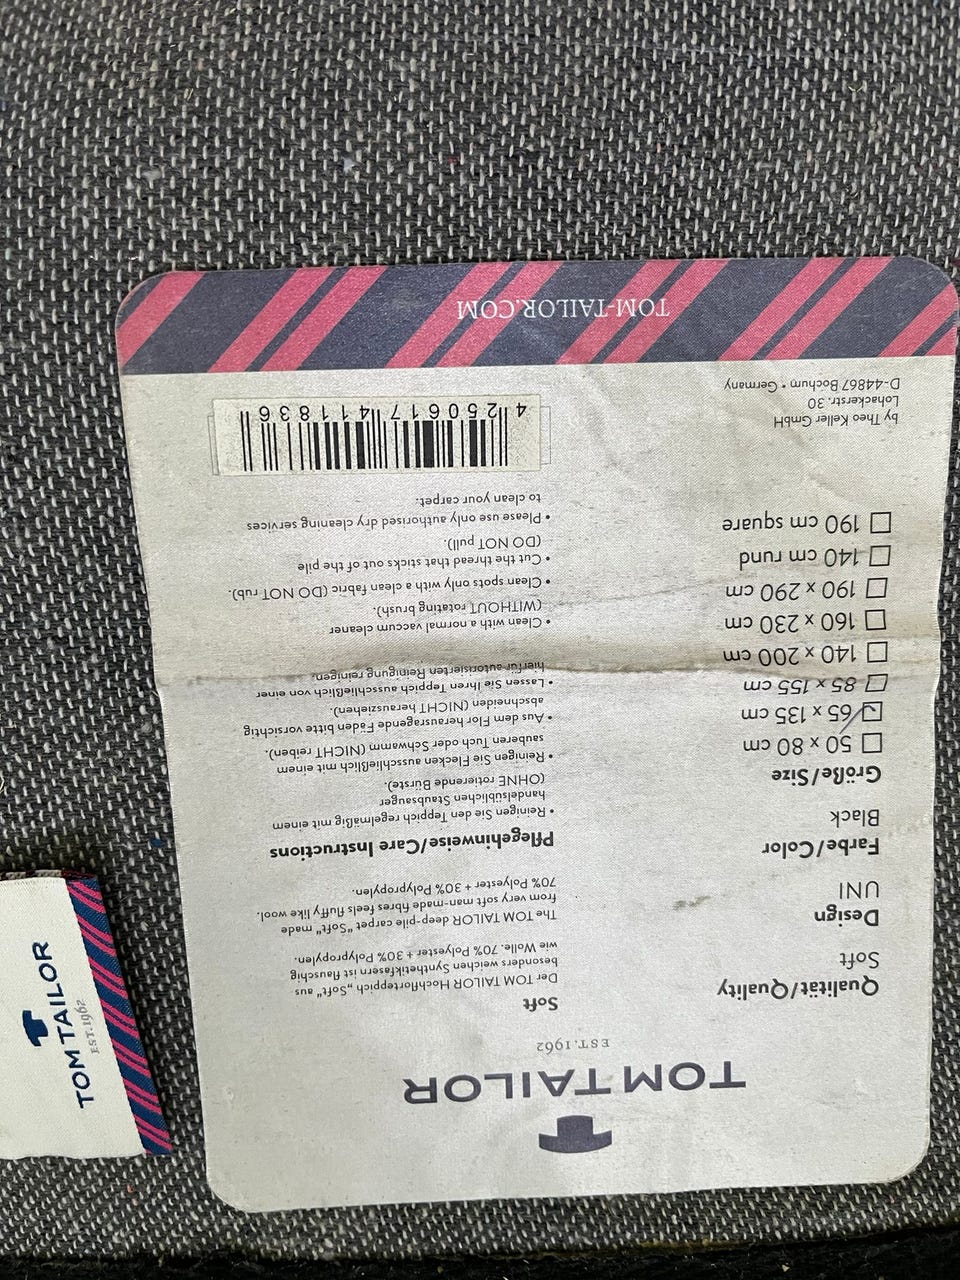 TOM TAILOR
EST. 1962
Qualität/Quality
Soft
Design
UNI
Farbe/Color
Black
Größe/Size
50 x 80 cm
65 x 135 cm
85 x 155 cm
140 x 200 cm
160 x 230 cm
190 x 290 cm
140 cm rund
190 cm square
by Theo Keller GmbH
Lohackerstr. 30
D-44867 Bochum • Germany
Soft
Der TOM TAILOR Hochflorteppich „Soft" aus
besonders weichen Synthetikfasern ist flauschig
wie Wolle. 70% Polyester + 30% Polypropylen.
The TOM TAILOR deep-pile carpet "Soft" made
from very soft man-made fibres feels fluffy like wool.
70% Polyester + 30% Polypropylen.
Pflegehinweise/Care Instructions
• Reinigen Sie den Teppich regelmäßig mit einem
handelsüblichen Staubsauger
(OHNE rotierende Bürste).
• Reinigen Sie Flecken ausschließlich mit einem
sauberen Tuch oder Schwamm (NICHT reiben).
• Aus dem Flor herausragende Fäden bitte vorsichtig
abschneiden (NICHT herausziehen).
• Lassen Sie Ihren Teppich ausschließlich von einer
hierfür autorisierten Reinigung reinigen.
• Clean with a normal vaccum cleaner
(WITHOUT rotating brush).
• Clean spots only with a clean fabric (DO NOT rub).
• Cut the thread that sticks out of the pile
(DO NOT pull).
• Please use only authorised dry cleaning services
to clean your carpet.
4 250617 411836
TOM-TAILOR.COM
TOM TAILOR
EST. 1962